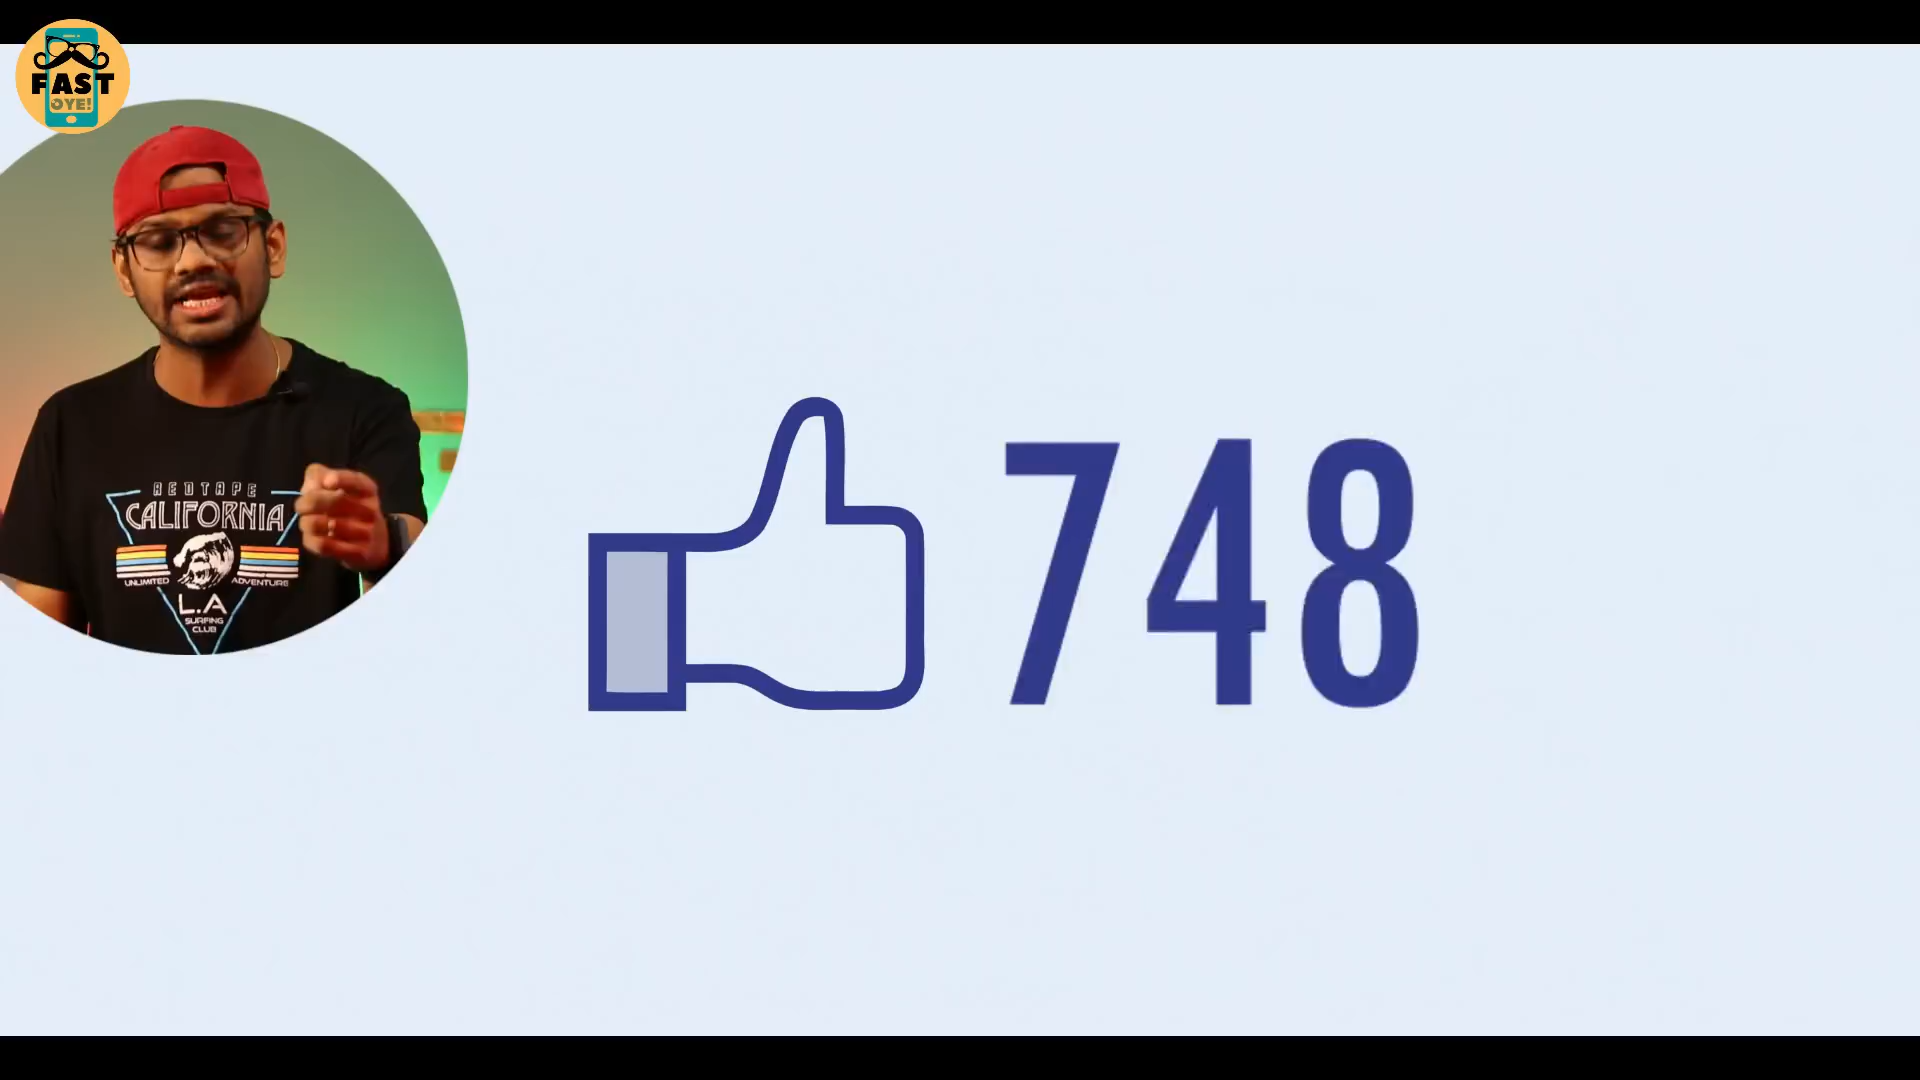 FAST
OYE!
REDTAPE
CALIFORNIA
UNLIMITED ADVENTURE
L.A
SURFING
CLUB
748